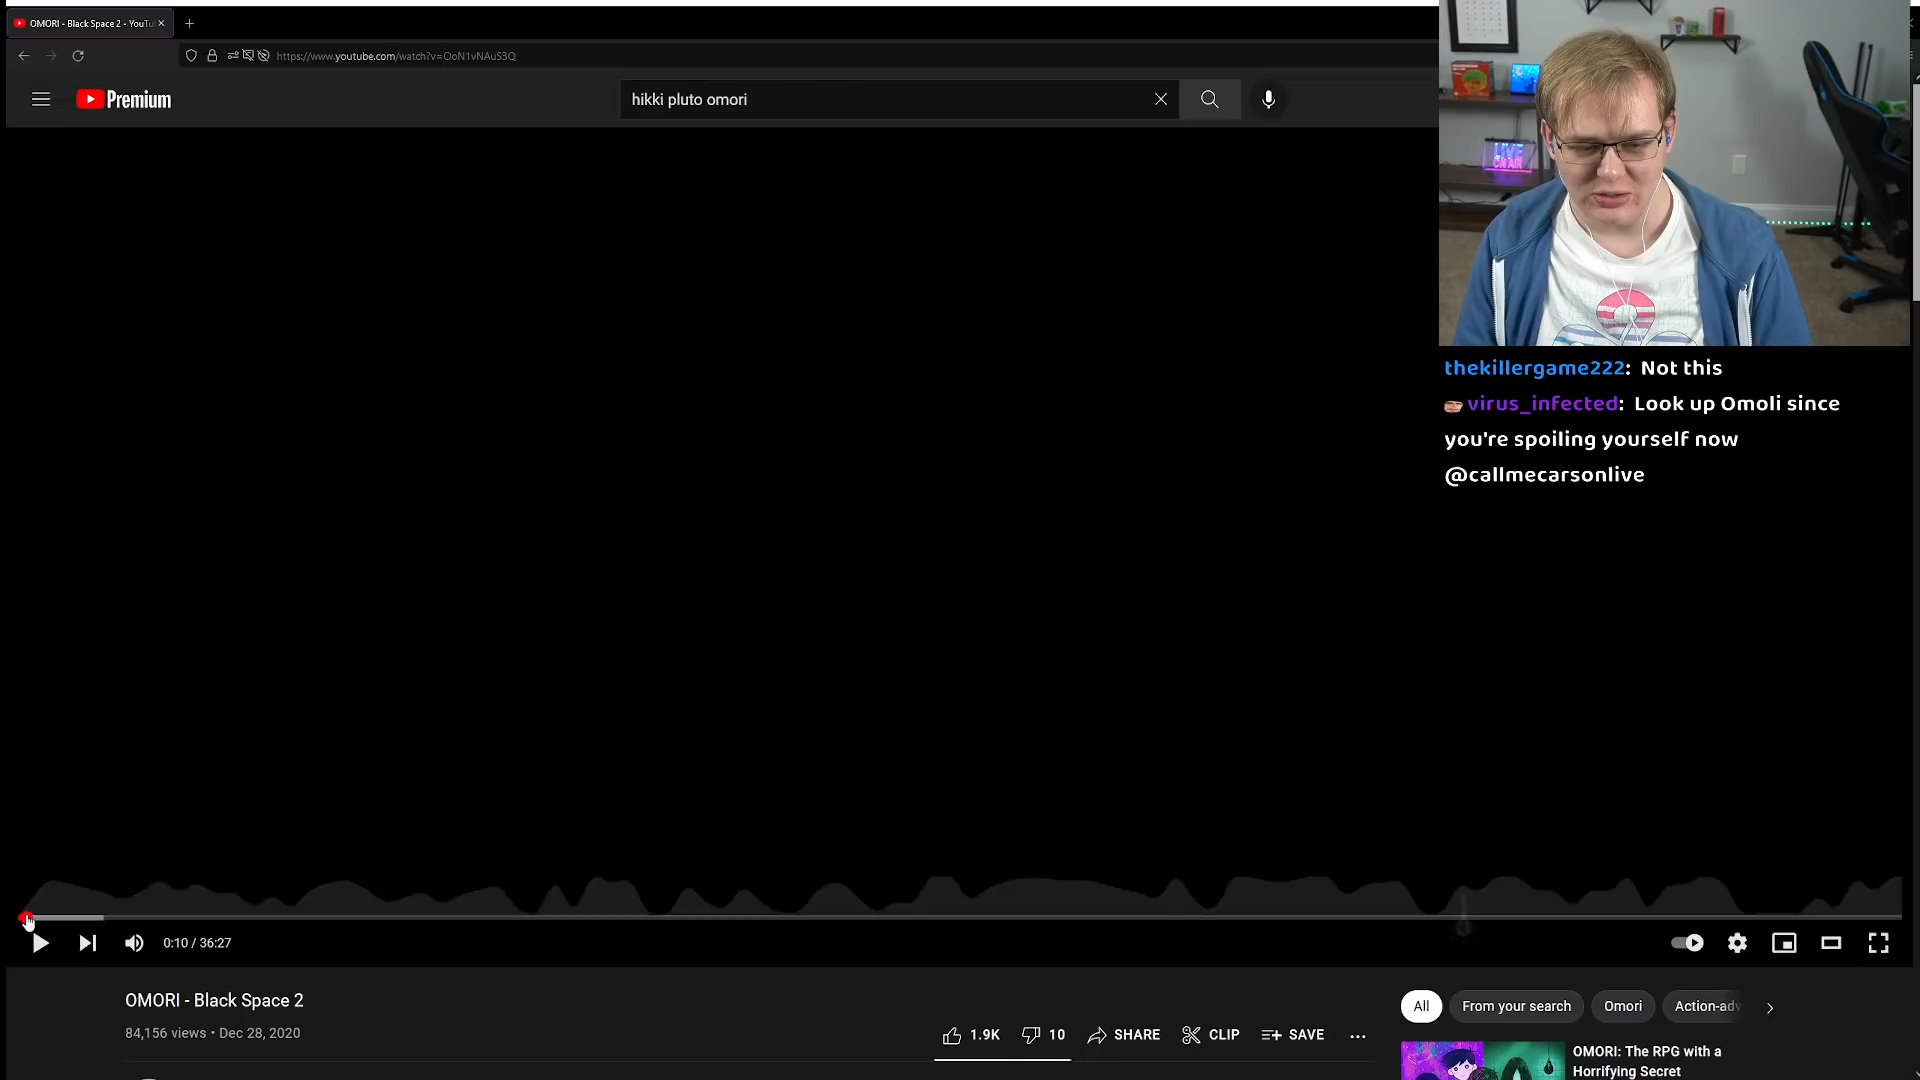 OMORI - Black Space 2 - YouTu
https://www.youtube.com/watch?v=OoN1vNAuS3Q
Premium
hikki pluto omori
LIVE
ON AIR
thekillergame222: Not this
virus_infected: Look up Omoli since
you're spoiling yourself now
@callmecarsonlive
0:10 / 36:27
OMORI - Black Space 2
84,156 views • Dec 28, 2020
1.9K
10
SHARE
CLIP
SAVE
All
From your search
Omori
Action-adv
OMORI: The RPG with a
Horrifying Secret